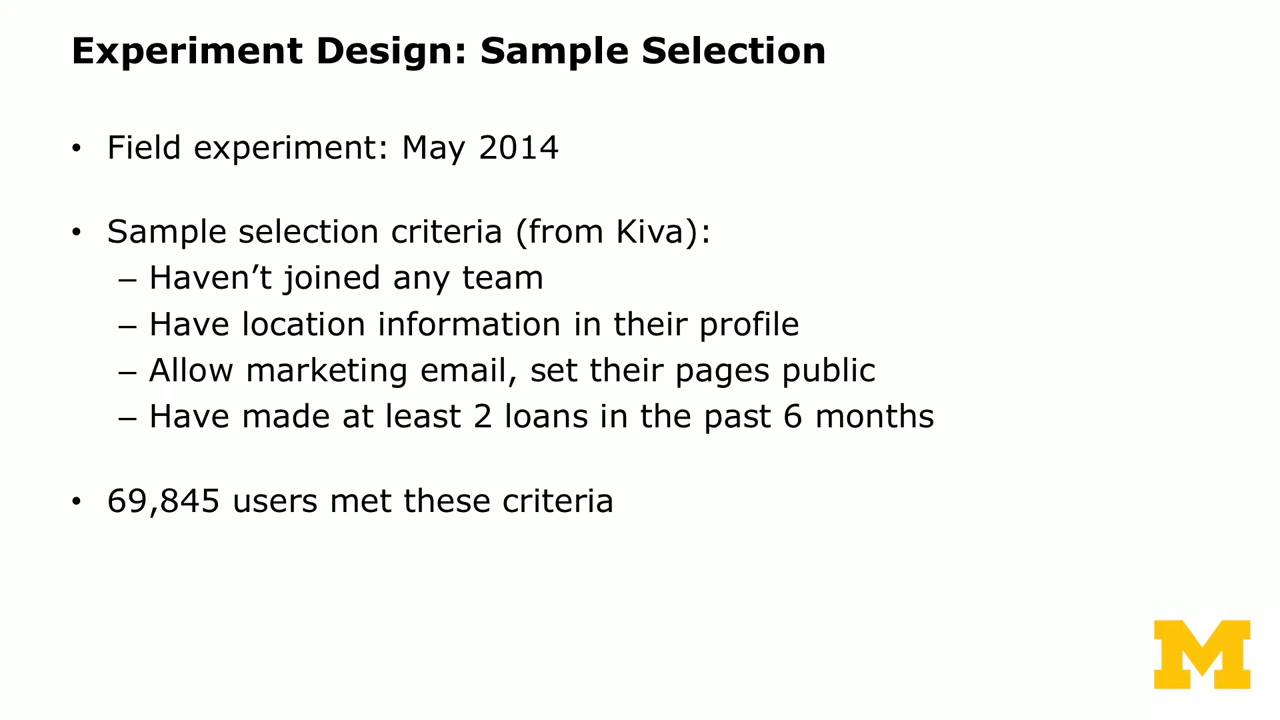 Experiment Design: Sample Selection
• Field experiment: May 2014
• Sample selection criteria (from Kiva):
– Haven’t joined any team
– Have location information in their profile
– Allow marketing email, set their pages public
– Have made at least 2 loans in the past 6 months
• 69,845 users met these criteria
M